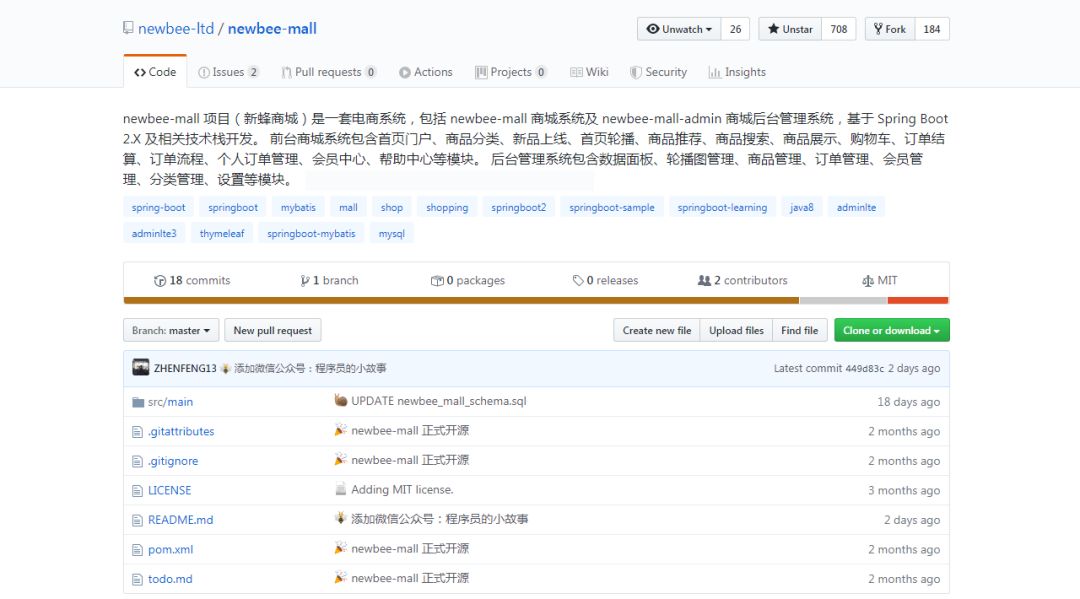 newbee-ltd / newbee-mall
Unwatch 26 Unstar 708 Fork 184
Code Issues 2 Pull requests 0 Actions Projects 0 Wiki Security Insights
newbee-mall 项目（新蜂商城）是一套电商系统，包括 newbee-mall 商城系统及 newbee-mall-admin 商城后台管理系统，基于 Spring Boot
2.X 及相关技术栈开发。 前台商城系统包含首页门户、商品分类、新品上线、首页轮播、商品推荐、商品搜索、商品展示、购物车、订单结
算、订单流程、个人订单管理、会员中心、帮助中心等模块。 后台管理系统包含数据面板、轮播图管理、商品管理、订单管理、会员管
理、分类管理、设置等模块。
spring-boot springboot mybatis mall shop shopping springboot2 springboot-sample springboot-learning java8 adminlte
adminlte3 thymeleaf springboot-mybatis mysql
18 commits 1 branch 0 packages 0 releases 2 contributors MIT
Branch: master New pull request Create new file Upload files Find file Clone or download
ZHENFENG13 添加微信公众号：程序员的小故事 Latest commit 449d83c 2 days ago
src/main UPDATE newbee_mall_schema.sql 18 days ago
.gitattributes newbee-mall 正式开源 2 months ago
.gitignore newbee-mall 正式开源 2 months ago
LICENSE Adding MIT license. 3 months ago
README.md 添加微信公众号：程序员的小故事 2 days ago
pom.xml newbee-mall 正式开源 2 months ago
todo.md newbee-mall 正式开源 2 months ago